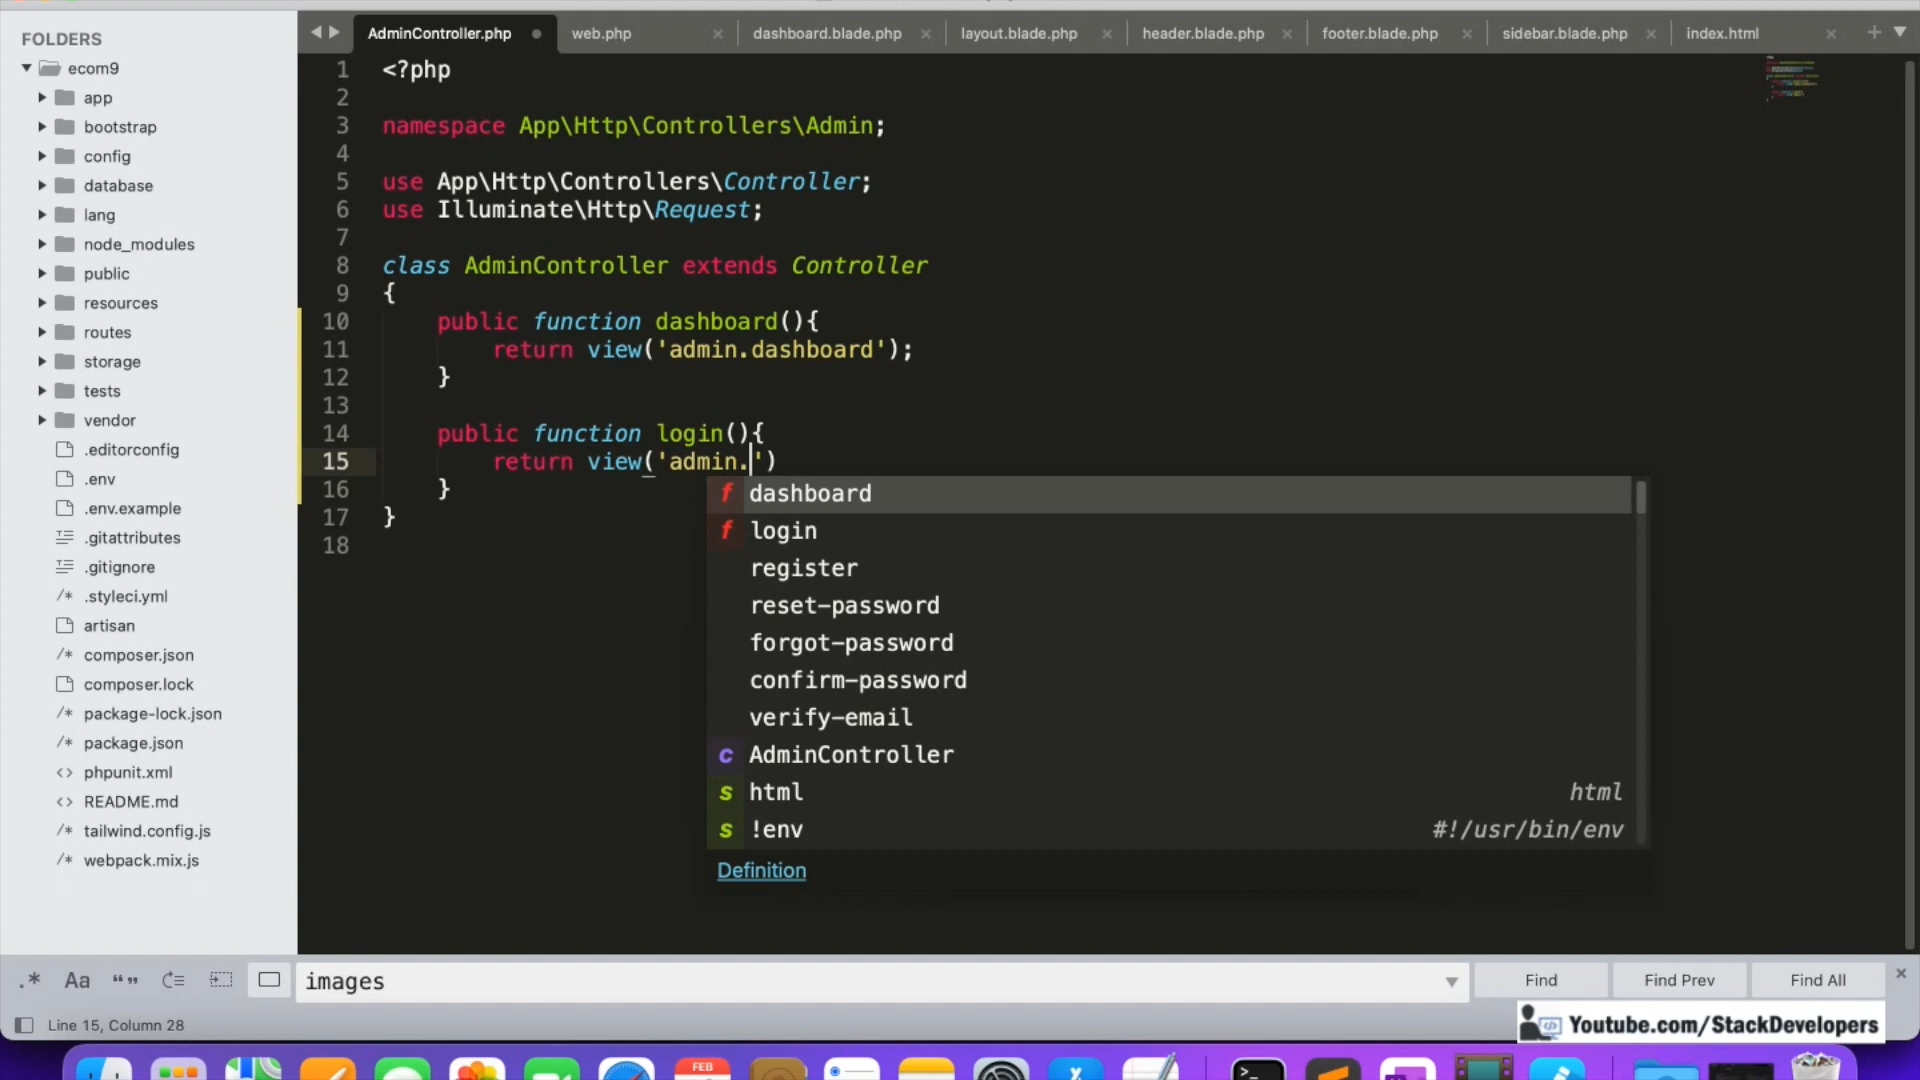 FOLDERS
ecom9
app
bootstrap
config
database
lang
node_modules
public
resources
routes
storage
tests
vendor
.editorconfig
.env
.env.example
.gitattributes
.gitignore
/* .styleci.yml
artisan
/* composer.json
composer.lock
/* package-lock.json
/* package.json
<> phpunit.xml
<> README.md
/* tailwind.config.js
/* webpack.mix.js
AdminController.php
web.php
dashboard.blade.php
layout.blade.php
header.blade.php
footer.blade.php
sidebar.blade.php
index.html
1 <?php
2
3 namespace App\Http\Controllers\Admin;
4
5 use App\Http\Controllers\Controller;
6 use Illuminate\Http\Request;
7
8 class AdminController extends Controller
9 {
10 public function dashboard(){
11 return view('admin.dashboard');
12 }
13
14 public function login(){
15 return view('admin.')
16 }
17 }
18
f dashboard
f login
register
reset-password
forgot-password
confirm-password
verify-email
c AdminController
s html html
s !env #!/usr/bin/env
Definition
.* Aa “” images Find Find Prev Find All
Line 15, Column 28
Youtube.com/StackDevelopers
FEB